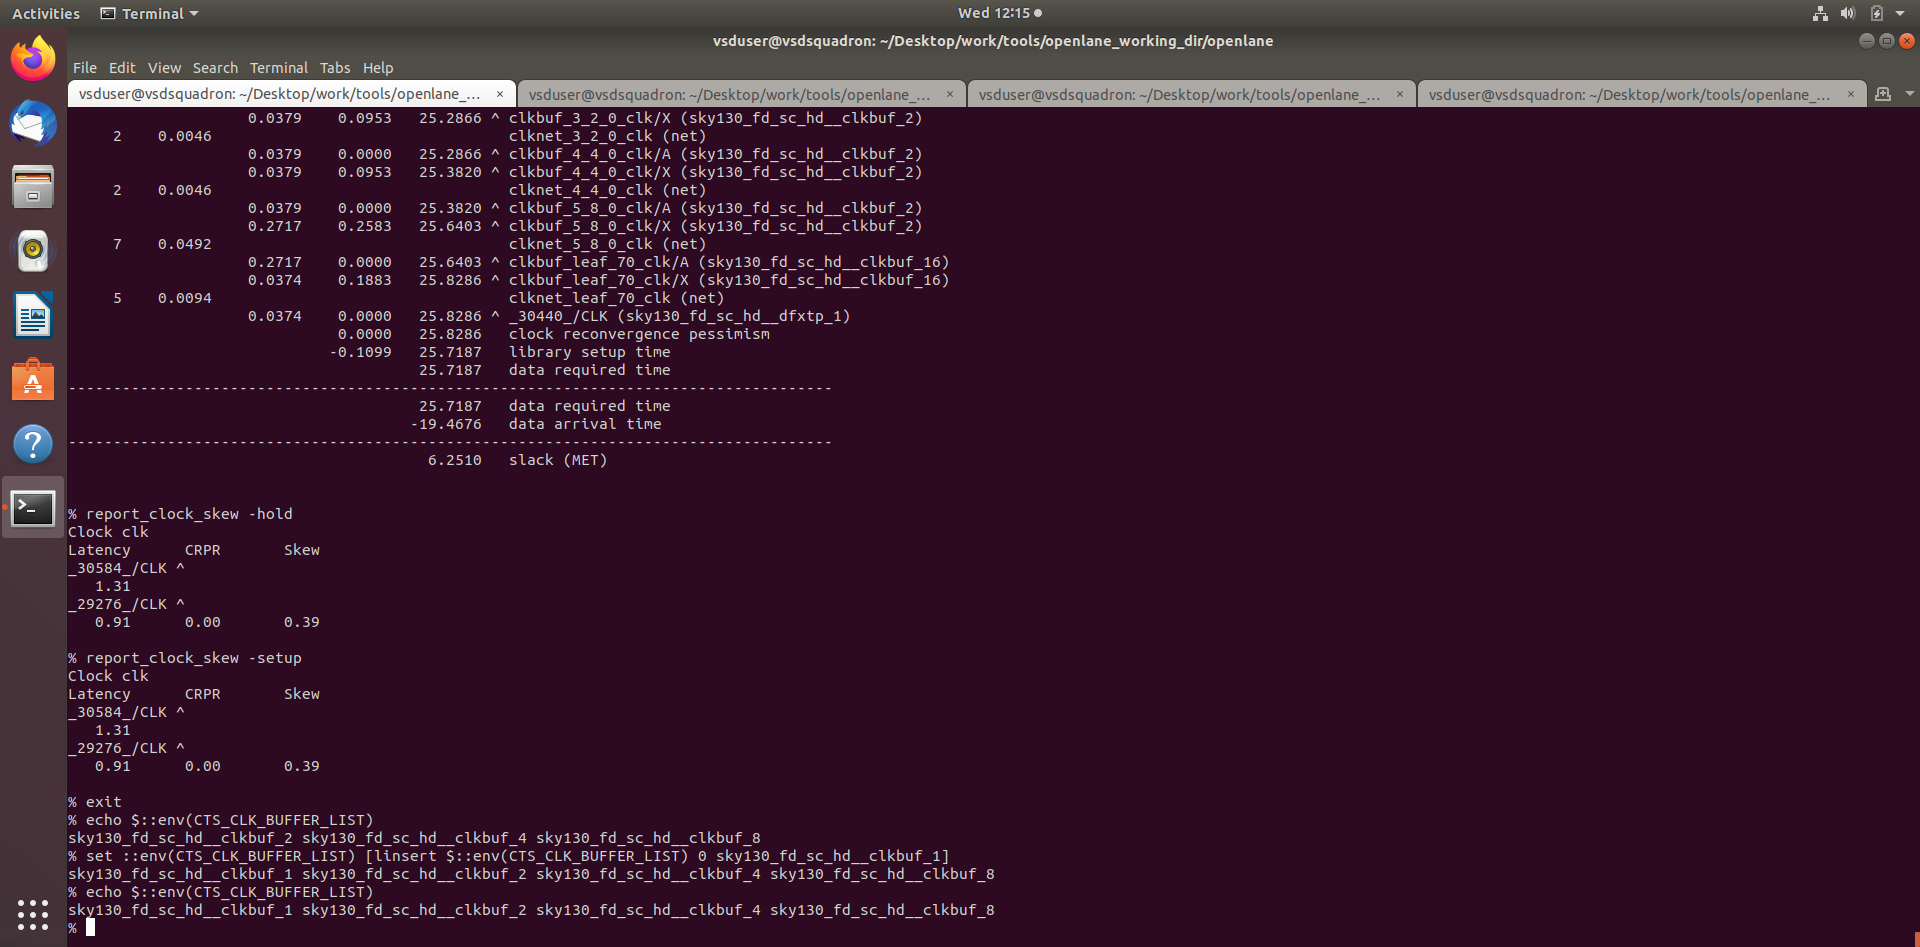 Activities Terminal Wed 12:15
vsduser@vsdsquadron: ~/Desktop/work/tools/openlane_working_dir/openlane
File Edit View Search Terminal Tabs Help
vsduser@vsdsquadron: ~/Desktop/work/tools/openlane_... × vsduser@vsdsquadron: ~/Desktop/work/tools/openlane_... × vsduser@vsdsquadron: ~/Desktop/work/tools/openlane_... × vsduser@vsdsquadron: ~/Desktop/work/tools/openlane_... ×
0.0379 0.0953 25.2866 ^ clkbuf_3_2_0_clk/X (sky130_fd_sc_hd__clkbuf_2)
2 0.0046 clknet_3_2_0_clk (net)
0.0379 0.0000 25.2866 ^ clkbuf_4_4_0_clk/A (sky130_fd_sc_hd__clkbuf_2)
0.0379 0.0953 25.3820 ^ clkbuf_4_4_0_clk/X (sky130_fd_sc_hd__clkbuf_2)
2 0.0046 clknet_4_4_0_clk (net)
0.0379 0.0000 25.3820 ^ clkbuf_5_8_0_clk/A (sky130_fd_sc_hd__clkbuf_2)
0.2717 0.2583 25.6403 ^ clkbuf_5_8_0_clk/X (sky130_fd_sc_hd__clkbuf_2)
7 0.0492 clknet_5_8_0_clk (net)
0.2717 0.0000 25.6403 ^ clkbuf_leaf_70_clk/A (sky130_fd_sc_hd__clkbuf_16)
0.0374 0.1883 25.8286 ^ clkbuf_leaf_70_clk/X (sky130_fd_sc_hd__clkbuf_16)
5 0.0094 clknet_leaf_70_clk (net)
0.0374 0.0000 25.8286 ^ _30440_/CLK (sky130_fd_sc_hd__dfxtp_1)
0.0000 25.8286 clock reconvergence pessimism
-0.1099 25.7187 library setup time
25.7187 data required time
-------------------------------------------------------------------------------------
25.7187 data required time
-19.4676 data arrival time
-------------------------------------------------------------------------------------
6.2510 slack (MET)
% report_clock_skew -hold
Clock clk
Latency CRPR Skew
_30584_/CLK ^
1.31
_29276_/CLK ^
0.91 0.00 0.39
% report_clock_skew -setup
Clock clk
Latency CRPR Skew
_30584_/CLK ^
1.31
_29276_/CLK ^
0.91 0.00 0.39
% exit
% echo $::env(CTS_CLK_BUFFER_LIST)
sky130_fd_sc_hd__clkbuf_2 sky130_fd_sc_hd__clkbuf_4 sky130_fd_sc_hd__clkbuf_8
% set ::env(CTS_CLK_BUFFER_LIST) [linsert $::env(CTS_CLK_BUFFER_LIST) 0 sky130_fd_sc_hd__clkbuf_1]
sky130_fd_sc_hd__clkbuf_1 sky130_fd_sc_hd__clkbuf_2 sky130_fd_sc_hd__clkbuf_4 sky130_fd_sc_hd__clkbuf_8
% echo $::env(CTS_CLK_BUFFER_LIST)
sky130_fd_sc_hd__clkbuf_1 sky130_fd_sc_hd__clkbuf_2 sky130_fd_sc_hd__clkbuf_4 sky130_fd_sc_hd__clkbuf_8
%